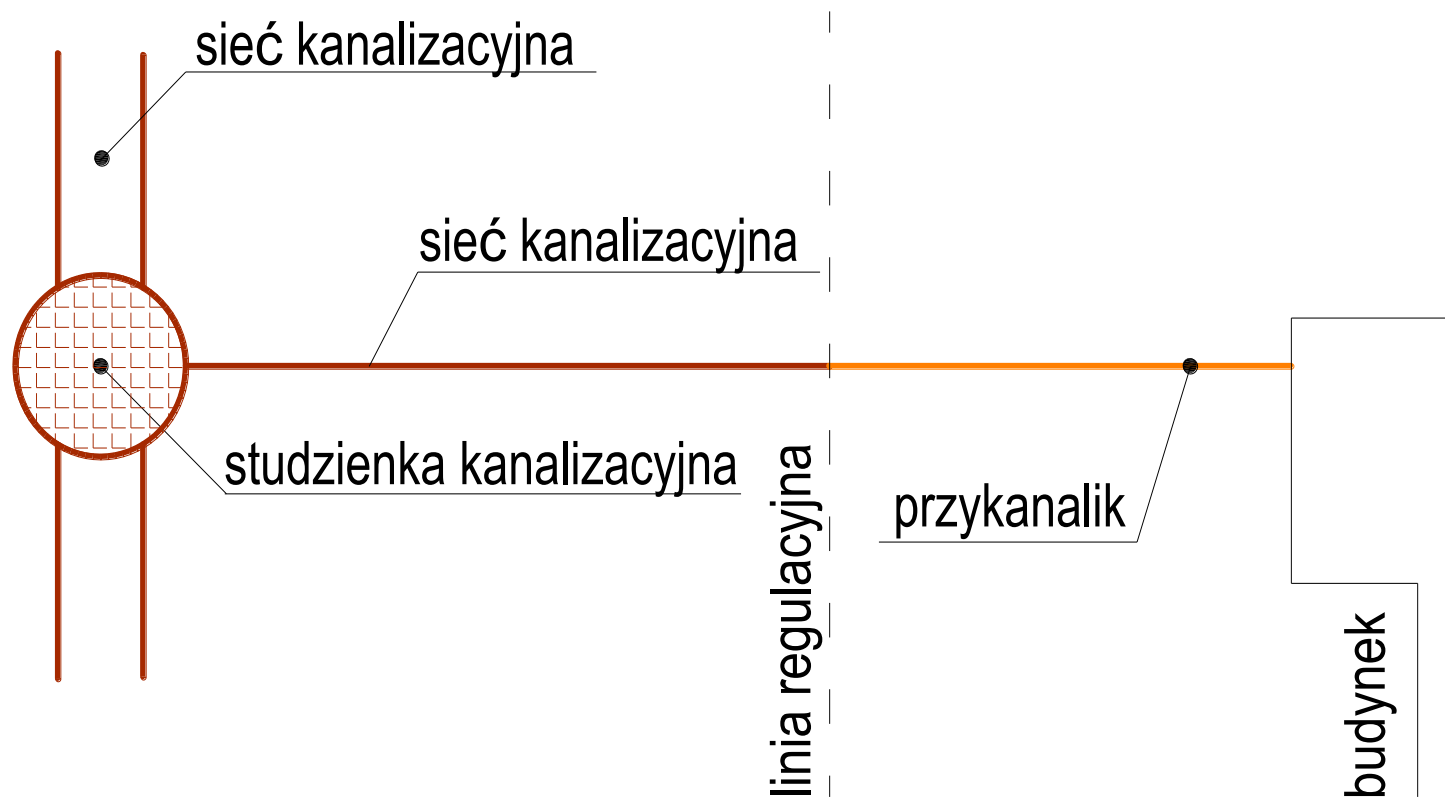 sieć kanalizacyjna
sieć kanalizacyjna
studzienka kanalizacyjna
linia regulacyjna
przykanalik
budynek